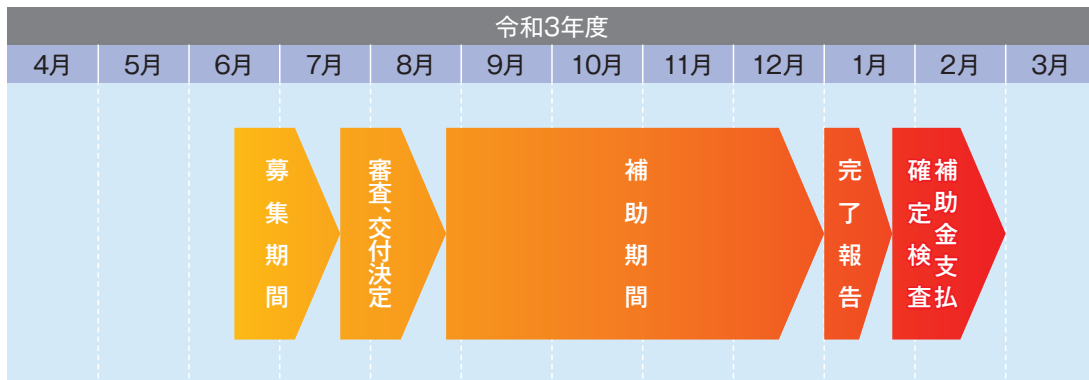 令和3年度
4月 5月 6月 7月 8月 9月 10月 11月 12月 1月 2月 3月
募集期間
審査、交付決定
補助期間
完了報告
補助金支払
確定検査